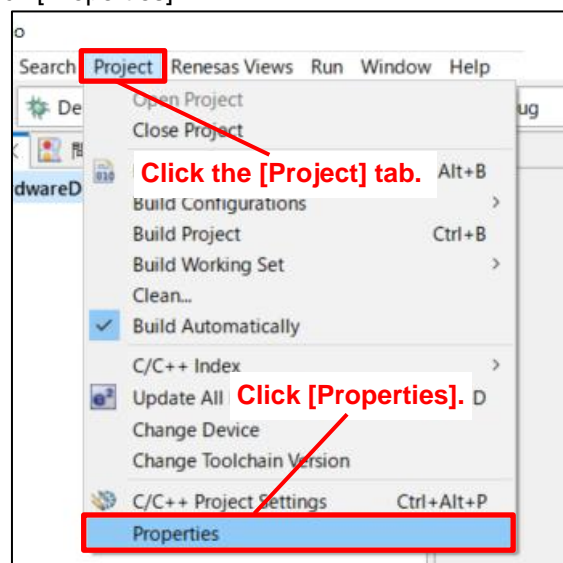 o
Search Project Renesas Views Run Window Help
De ug
Open Project
Close Project
Click the [Project] tab. Alt+B
dwareD
Build Configurations >
Build Project Ctrl+B
Build Working Set >
Clean...
Build Automatically
C/C++ Index >
Update All Click [Properties]. D
Change Device
Change Toolchain Version
C/C++ Project Settings Ctrl+Alt+P
Properties